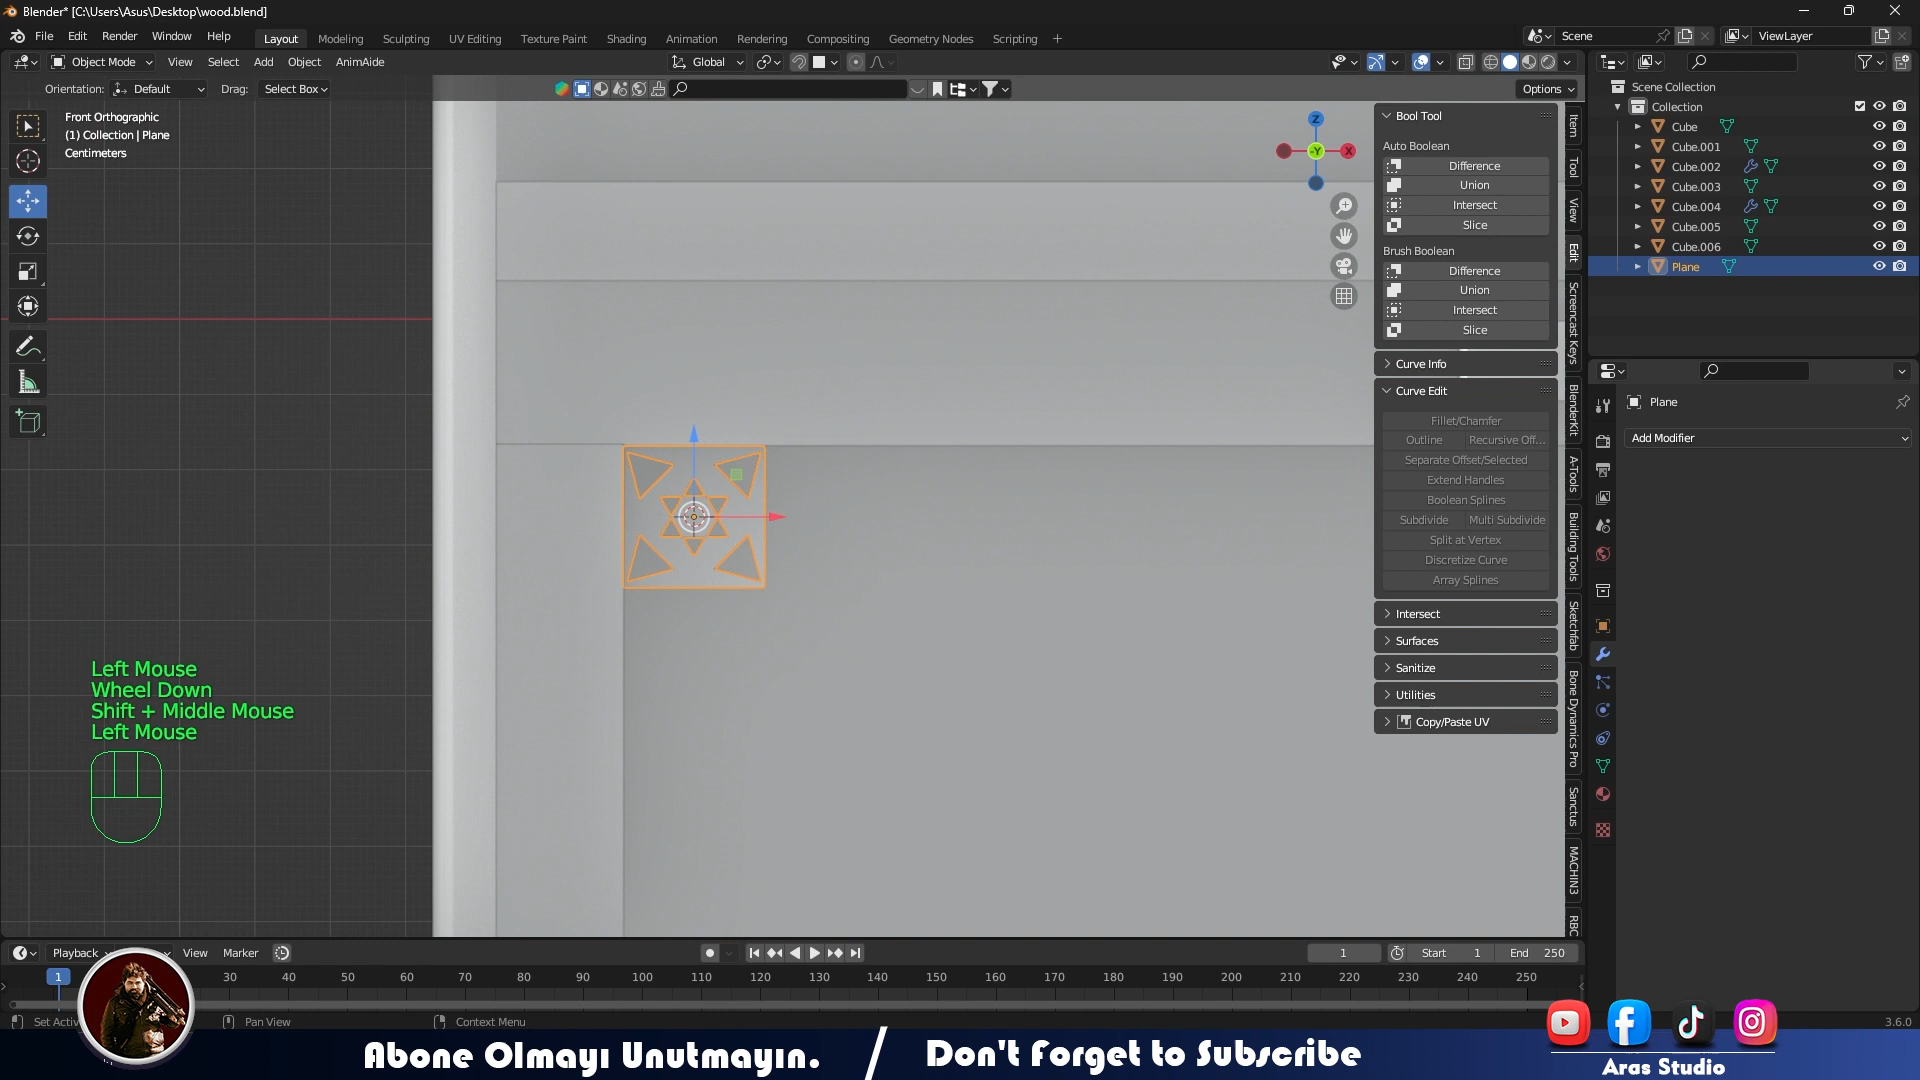 Blender* [C:\Users\Asus\Desktop\wood.blend]
File Edit Render Window Help
Layout Modeling Sculpting UV Editing Texture Paint Shading Animation Rendering Compositing Geometry Nodes Scripting +
Scene
ViewLayer
Object Mode View Select Add Object AnimAide
Global
Orientation: Default Drag: Select Box
Options
Front Orthographic
(1) Collection | Plane
Centimeters
Z
-Y
X
Bool Tool
Auto Boolean
Difference
Union
Intersect
Slice
Brush Boolean
Difference
Union
Intersect
Slice
Curve Info
Curve Edit
Fillet/Chamfer
Outline Recursive Off...
Separate Offset/Selected
Extend Handles
Boolean Splines
Subdivide Multi Subdivide
Split at Vertex
Discretize Curve
Array Splines
Intersect
Surfaces
Sanitize
Utilities
Copy/Paste UV
Item
Tool
View
Edit
Screencast Keys
BlenderKit
A-Tools
Building Tools
Sketchfab
Bone Dynamics Pro
Sanctus
MACHIN3
RBC
Scene Collection
Collection
Cube
Cube.001
Cube.002
Cube.003
Cube.004
Cube.005
Cube.006
Plane
Plane
Add Modifier
Left Mouse
Wheel Down
Shift + Middle Mouse
Left Mouse
Playback View Marker
1 Start 1 End 250
1 30 40 50 60 70 80 90 100 110 120 130 140 150 160 170 180 190 200 210 220 230 240 250
Set Activ Pan View Context Menu
3.6.0
Abone Olmayı Unutmayın. / Don't Forget to Subscribe
Aras Studio